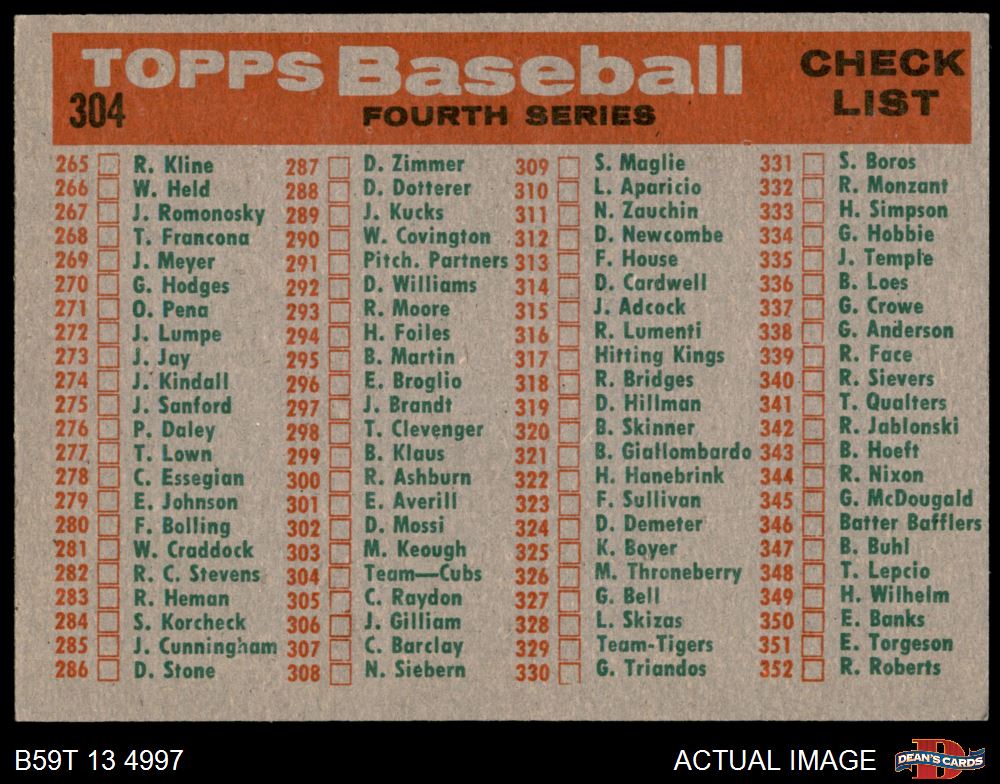 TOPPS Baseball CHECK LIST
304 FOURTH SERIES
265 R. Kline
266 W. Held
267 J. Romonosky
268 T. Francona
269 J. Meyer
270 G. Hodges
271 O. Pena
272 J. Lumpe
273 J. Jay
274 J. Kindall
275 J. Sanford
276 P. Daley
277 T. Lown
278 C. Essegian
279 E. Johnson
280 F. Bolling
281 W. Craddock
282 R. C. Stevens
283 R. Heman
284 S. Korcheck
285 J. Cunningham
286 D. Stone
287 D. Zimmer
288 D. Dotterer
289 J. Kucks
290 W. Covington
291 Pitch. Partners
292 D. Williams
293 R. Moore
294 H. Foiles
295 B. Martin
296 E. Broglio
297 J. Brandt
298 T. Clevenger
299 B. Klaus
300 R. Ashburn
301 E. Averill
302 D. Mossi
303 M. Keough
304 Team—Cubs
305 C. Raydon
306 J. Gilliam
307 C. Barclay
308 N. Siebern
309 S. Maglie
310 L. Aparicio
311 N. Zauchin
312 D. Newcombe
313 F. House
314 D. Cardwell
315 J. Adcock
316 R. Lumenti
317 Hitting Kings
318 R. Bridges
319 D. Hillman
320 B. Skinner
321 B. Giallombardo
322 H. Hanebrink
323 F. Sullivan
324 D. Demeter
325 K. Boyer
326 M. Throneberry
327 G. Bell
328 L. Skizas
329 Team-Tigers
330 G. Triandos
331 S. Boros
332 R. Monzant
333 H. Simpson
334 G. Hobbie
335 J. Temple
336 B. Loes
337 G. Crowe
338 G. Anderson
339 R. Face
340 R. Sievers
341 T. Qualters
342 R. Jablonski
343 B. Hoeft
344 R. Nixon
345 G. McDougald
346 Batter Bafflers
347 B. Buhl
348 T. Lepcio
349 H. Wilhelm
350 E. Banks
351 E. Torgeson
352 R. Roberts
B59T 13 4997
ACTUAL IMAGE
D
DEAN'S CARDS